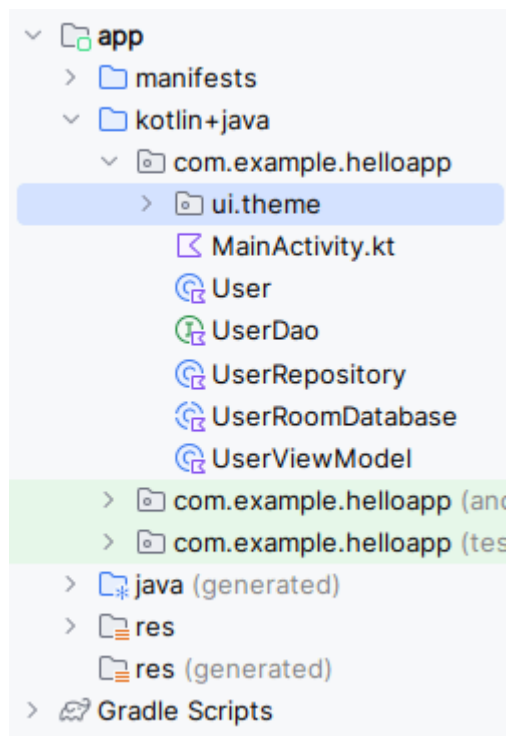 app
manifests
kotlin+java
com.example.helloapp
ui.theme
MainActivity.kt
User
UserDao
UserRepository
UserRoomDatabase
UserViewModel
com.example.helloapp (and
com.example.helloapp (tes
java (generated)
res
res (generated)
Gradle Scripts